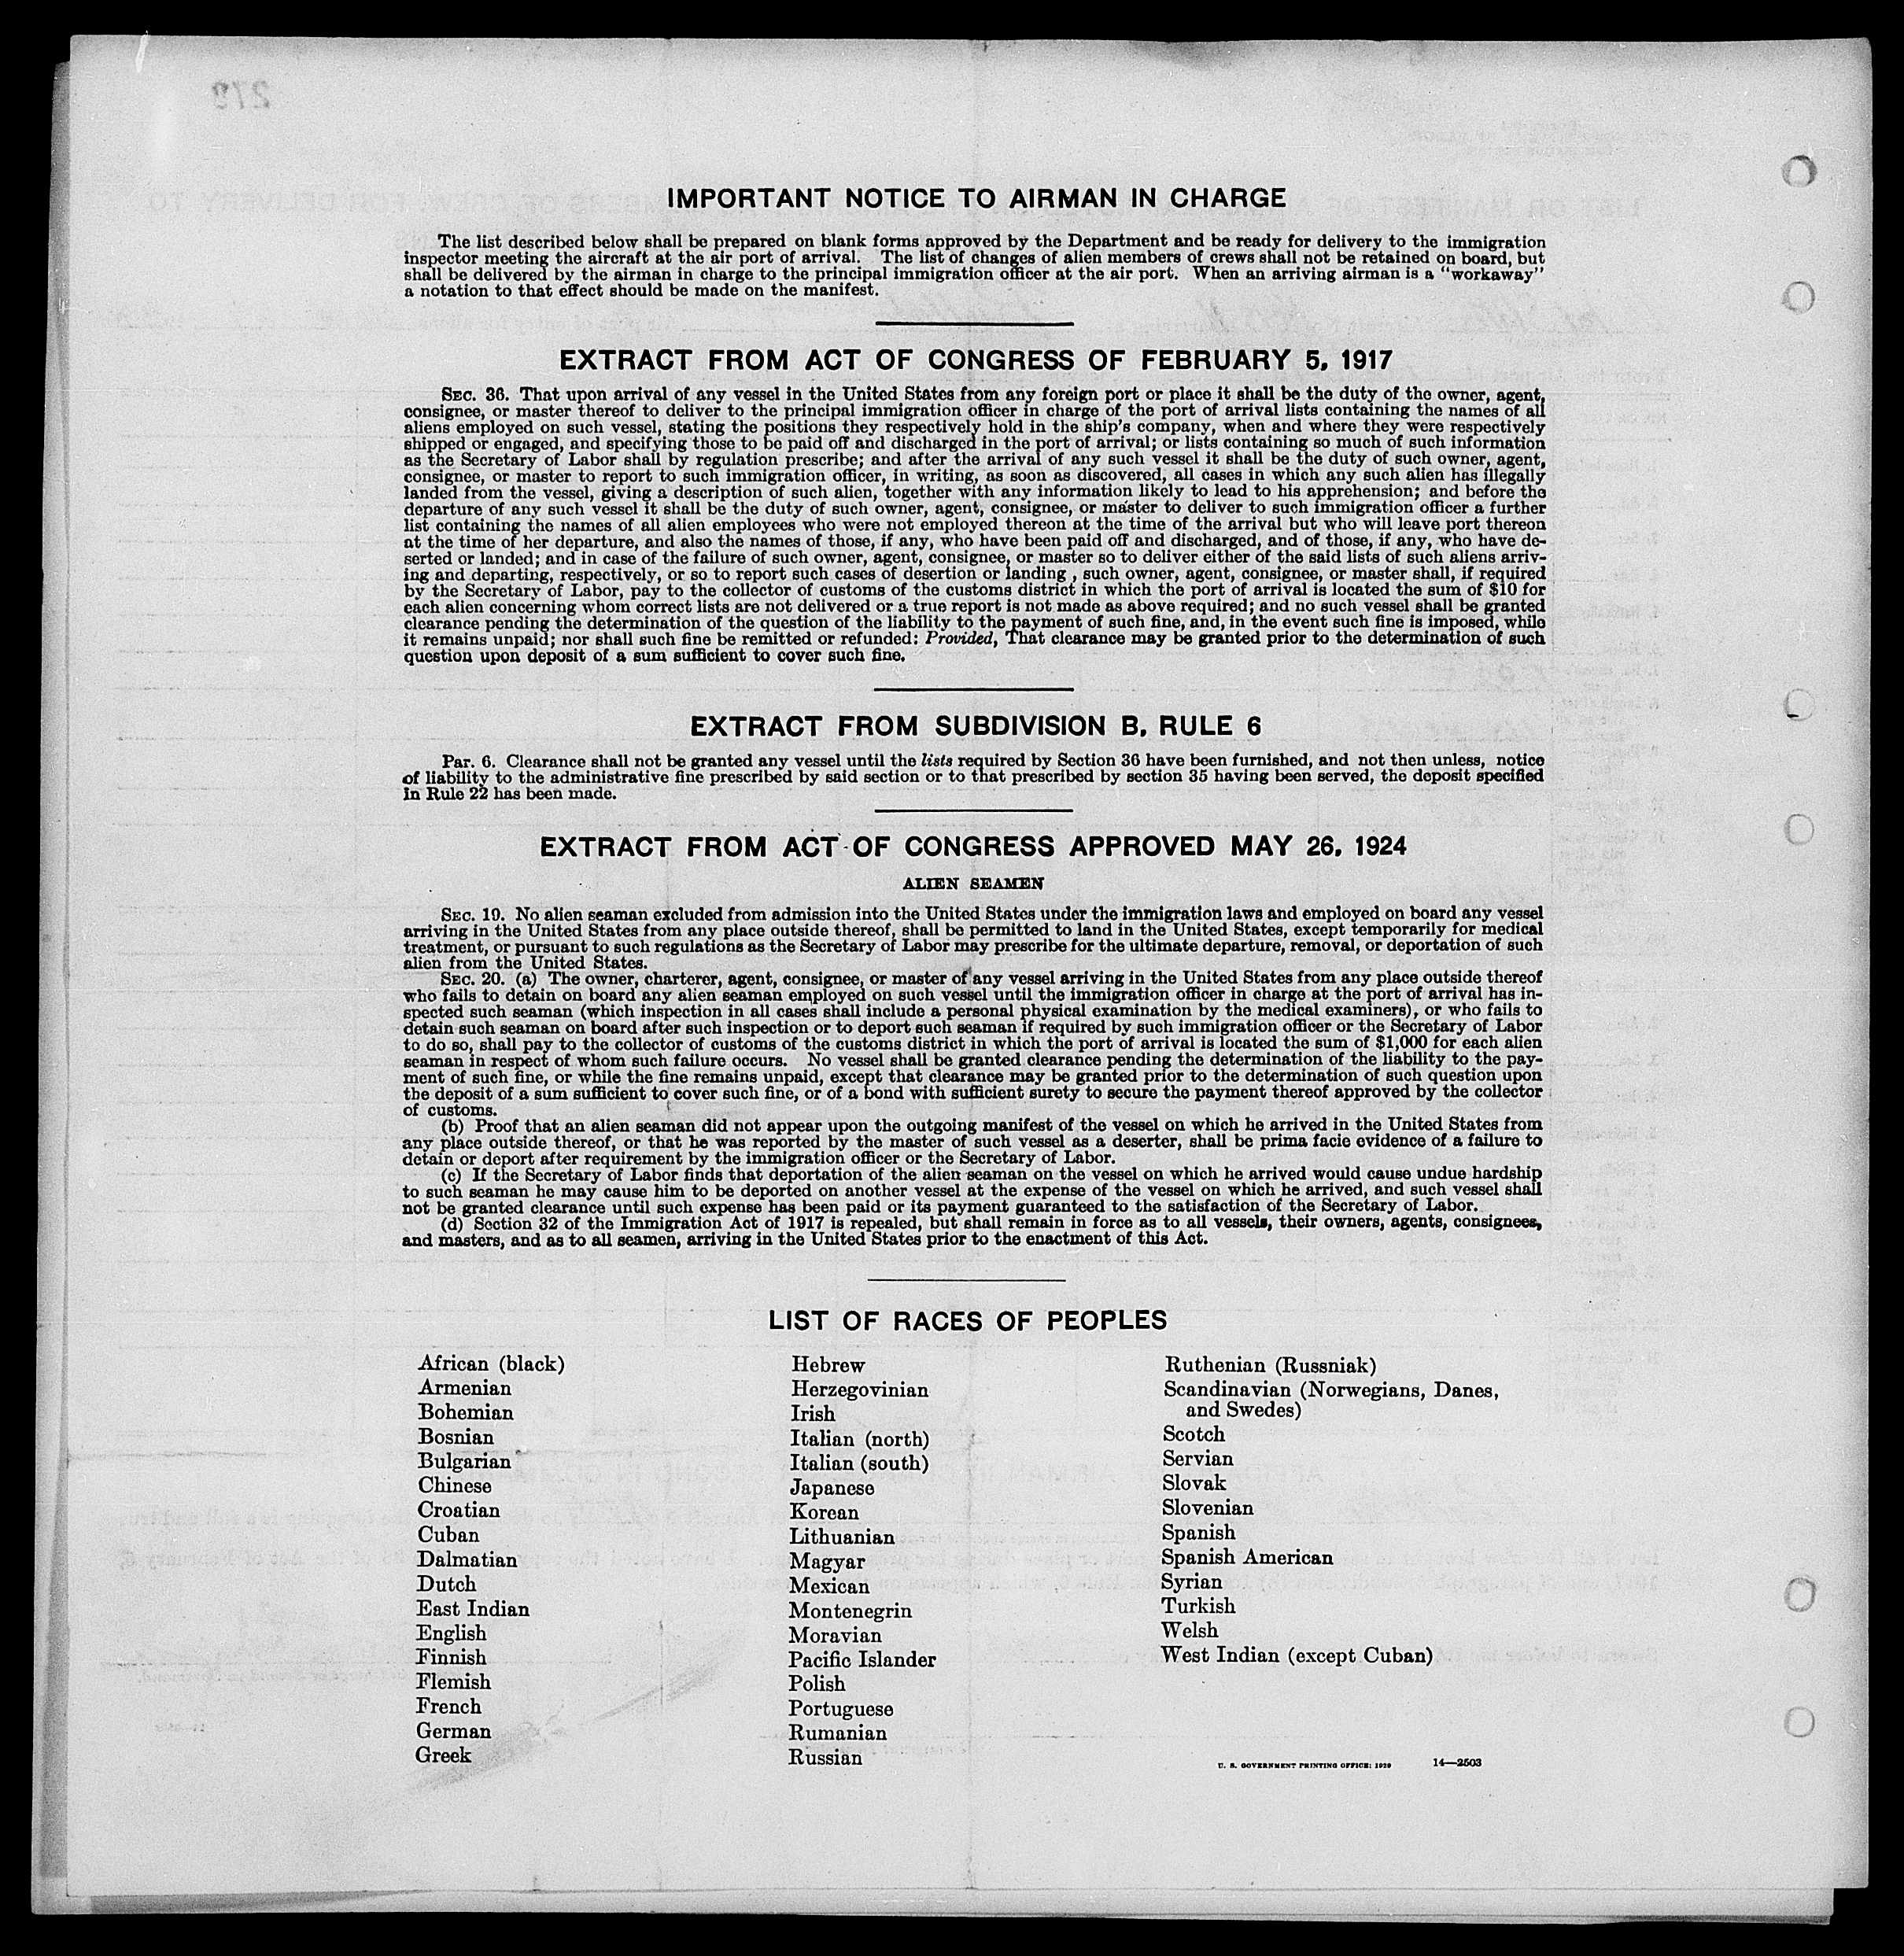 IMPORTANT NOTICE TO AIRMAN IN CHARGE
The list described below shall be prepared on blank forms approved by the Department and be ready for delivery to the immigration
inspector meeting the aircraft at the air port of arrival. The list of changes of alien members of crews shall not be retained on board, but
shall be delivered by the airman in charge to the principal immigration officer at the air port. When an arriving airman is a "workaway"
a notation to that effect should be made on the manifest.
EXTRACT FROM ACT OF CONGRESS OF FEBRUARY 5, 1917
SEC. 36. That upon arrival of any vessel in the United States from any foreign port or place it shall be the duty of the owner, agent,
consignee, or master thereof to deliver to the principal immigration officer in charge of the port of arrival lists containing the names of all
aliens employed on such vessel, stating the positions they respectively hold in the ship's company, when and where they were respectively
shipped or engaged, and specifying those to be paid off and discharged in the port of arrival; or lists containing so much of such information
as the Secretary of Labor shall by regulation prescribe; and after the arrival of any such vessel it shall be the duty of such owner, agent,
consignee, or master to report to such immigration officer, in writing, as soon as discovered, all cases in which any such alien has illegally
landed from the vessel, giving a description of such alien, together with any information likely to lead to his apprehension; and before the
departure of any such vessel it shall be the duty of such owner, agent, consignee, or master to deliver to such immigration officer a further
list containing the names of all alien employees who were not employed thereon at the time of the arrival but who will leave port thereon
at the time of her departure, and also the names of those, if any, who have been paid off and discharged, and of those, if any, who have de-
serted or landed; and in case of the failure of such owner, agent, consignee, or master so to deliver either of the said lists of such aliens arriv-
ing and departing, respectively, or so to report such cases of desertion or landing , such owner, agent, consignee, or master shall, if required
by the Secretary of Labor, pay to the collector of customs of the customs district in which the port of arrival is located the sum of $10 for
each alien concerning whom correct lists are not delivered or a true report is not made as above required; and no such vessel shall be granted
clearance pending the determination of the question of the liability to the payment of such fine, and, in the event such fine is imposed, while
it remains unpaid; nor shall such fine be remitted or refunded: Provided, That clearance may be granted prior to the determination of such
question upon deposit of a sum sufficient to cover such fine.
EXTRACT FROM SUBDIVISION B, RULE 6
Par. 6. Clearance shall not be granted any vessel until the lists required by Section 36 have been furnished, and not then unless, notice
of liability to the administrative fine prescribed by said section or to that prescribed by section 35 having been served, the deposit specified
in Rule 22 has been made.
EXTRACT FROM ACT OF CONGRESS APPROVED MAY 26, 1924
ALIEN SEAMEN
SEC. 19. No alien seaman excluded from admission into the United States under the immigration laws and employed on board any vessel
arriving in the United States from any place outside thereof, shall be permitted to land in the United States, except temporarily for medical
treatment, or pursuant to such regulations as the Secretary of Labor may prescribe for the ultimate departure, removal, or deportation of such
alien from the United States.
SEC. 20. (a) The owner, charterer, agent, consignee, or master of any vessel arriving in the United States from any place outside thereof
who fails to detain on board any alien seaman employed on such vessel until the immigration officer in charge at the port of arrival has in-
spected such seaman (which inspection in all cases shall include a personal physical examination by the medical examiners), or who fails to
detain such seaman on board after such inspection or to deport such seaman if required by such immigration officer or the Secretary of Labor
to do so, shall pay to the collector of customs of the customs district in which the port of arrival is located the sum of $1,000 for each alien
seaman in respect of whom such failure occurs. No vessel shall be granted clearance pending the determination of the liability to the pay-
ment of such fine, or while the fine remains unpaid, except that clearance may be granted prior to the determination of such question upon
the deposit of a sum sufficient to cover such fine, or of a bond with sufficient surety to secure the payment thereof approved by the collector
of customs.
(b) Proof that an alien seaman did not appear upon the outgoing manifest of the vessel on which he arrived in the United States from
any place outside thereof, or that he was reported by the master of such vessel as a deserter, shall be prima facie evidence of a failure to
detain or deport after requirement by the immigration officer or the Secretary of Labor.
(c) If the Secretary of Labor finds that deportation of the alien seaman on the vessel on which he arrived would cause undue hardship
to such seaman he may cause him to be deported on another vessel at the expense of the vessel on which he arrived, and such vessel shall
not be granted clearance until such expense has been paid or its payment guaranteed to the satisfaction of the Secretary of Labor.
(d) Section 32 of the Immigration Act of 1917 is repealed, but shall remain in force as to all vessels, their owners, agents, consignees,
and masters, and as to all seamen, arriving in the United States prior to the enactment of this Act.
LIST OF RACES OF PEOPLES
African (black)
Armenian
Bohemian
Bosnian
Bulgarian
Chinese
Croatian
Cuban
Dalmatian
Dutch
East Indian
English
Finnish
Flemish
French
German
Greek
Hebrew
Herzegovinian
Irish
Italian (north)
Italian (south)
Japanese
Korean
Lithuanian
Magyar
Mexican
Montenegrin
Moravian
Pacific Islander
Polish
Portuguese
Rumanian
Russian
Ruthenian (Russniak)
Scandinavian (Norwegians, Danes,
and Swedes)
Scotch
Servian
Slovak
Slovenian
Spanish
Spanish American
Syrian
Turkish
Welsh
West Indian (except Cuban)
U. S. GOVERNMENT PRINTING OFFICE: 1929 14—2503